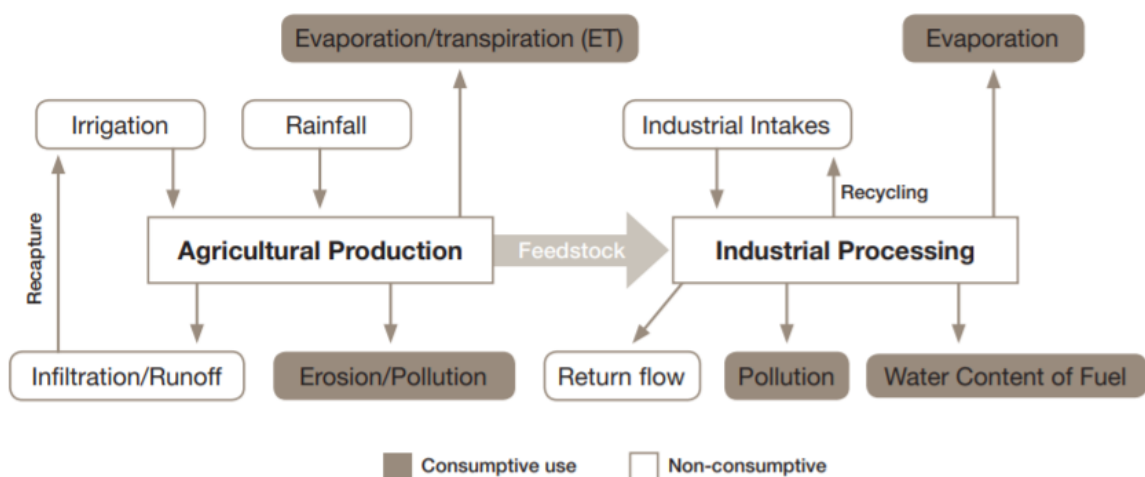 Evaporation/transpiration (ET)
Evaporation
Irrigation
Rainfall
Industrial Intakes
Recycling
Recapture
Agricultural Production
Feedstock
Industrial Processing
Infiltration/Runoff
Erosion/Pollution
Return flow
Pollution
Water Content of Fuel
Consumptive use
Non-consumptive